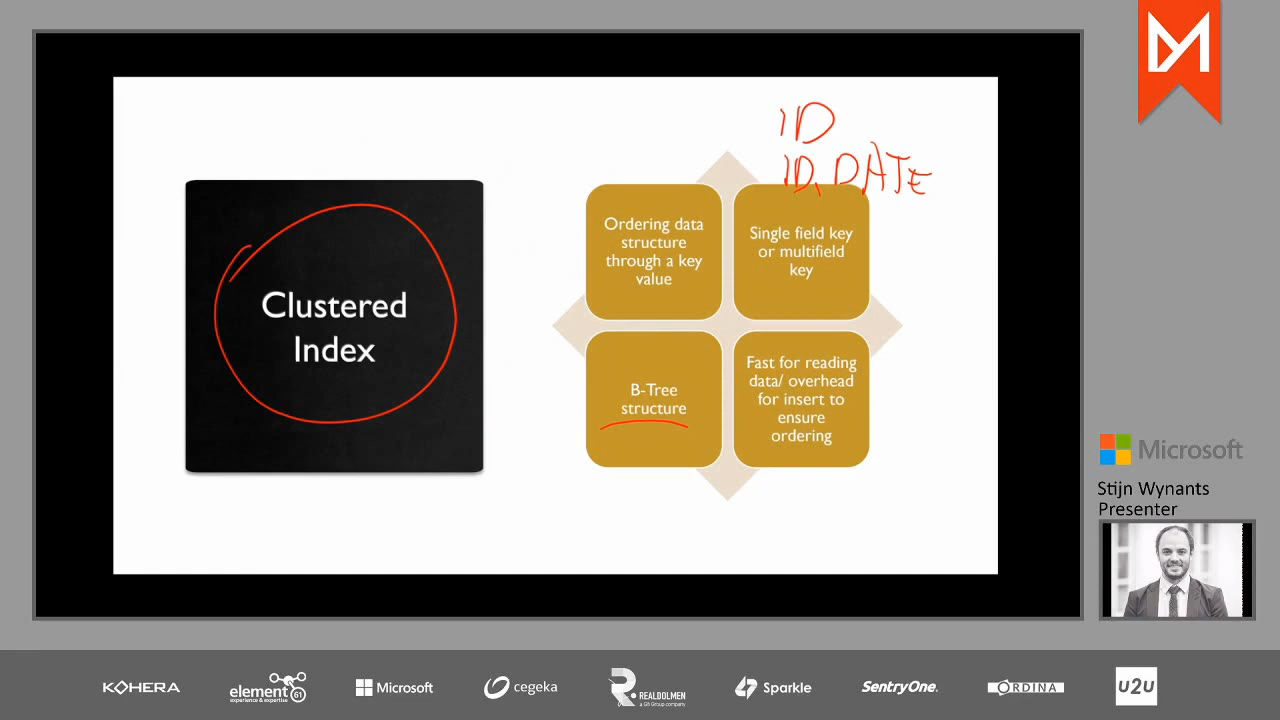 ID
ID, DATE
Clustered
Index
Ordering data
structure
through a key
value
Single field key
or multifield
key
B-Tree
structure
Fast for reading
data/ overhead
for insert to
ensure
ordering
Microsoft
Stijn Wynants
Presenter
KOHERA
element 61
experience & expertise
Microsoft
cegeka
R.
REALDOLMEN
a Gfi Group company
Sparkle
SentryOne.
ORDINA
U2U